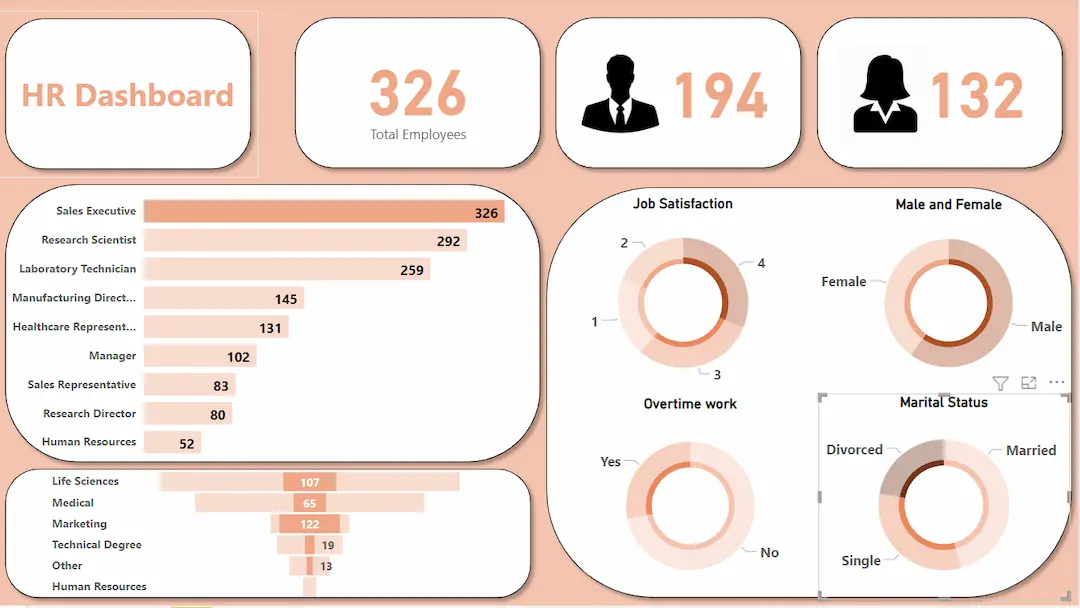 HR Dashboard
326
Total Employees
194
132
Sales Executive 326
Research Scientist 292
Laboratory Technician 259
Manufacturing Direct... 145
Healthcare Represent... 131
Manager 102
Sales Representative 83
Research Director 80
Human Resources 52
Life Sciences 107
Medical 65
Marketing 122
Technical Degree 19
Other 13
Human Resources
Job Satisfaction
2
4
1
3
Male and Female
Female
Male
Overtime work
Yes
No
Marital Status
Divorced
Married
Single